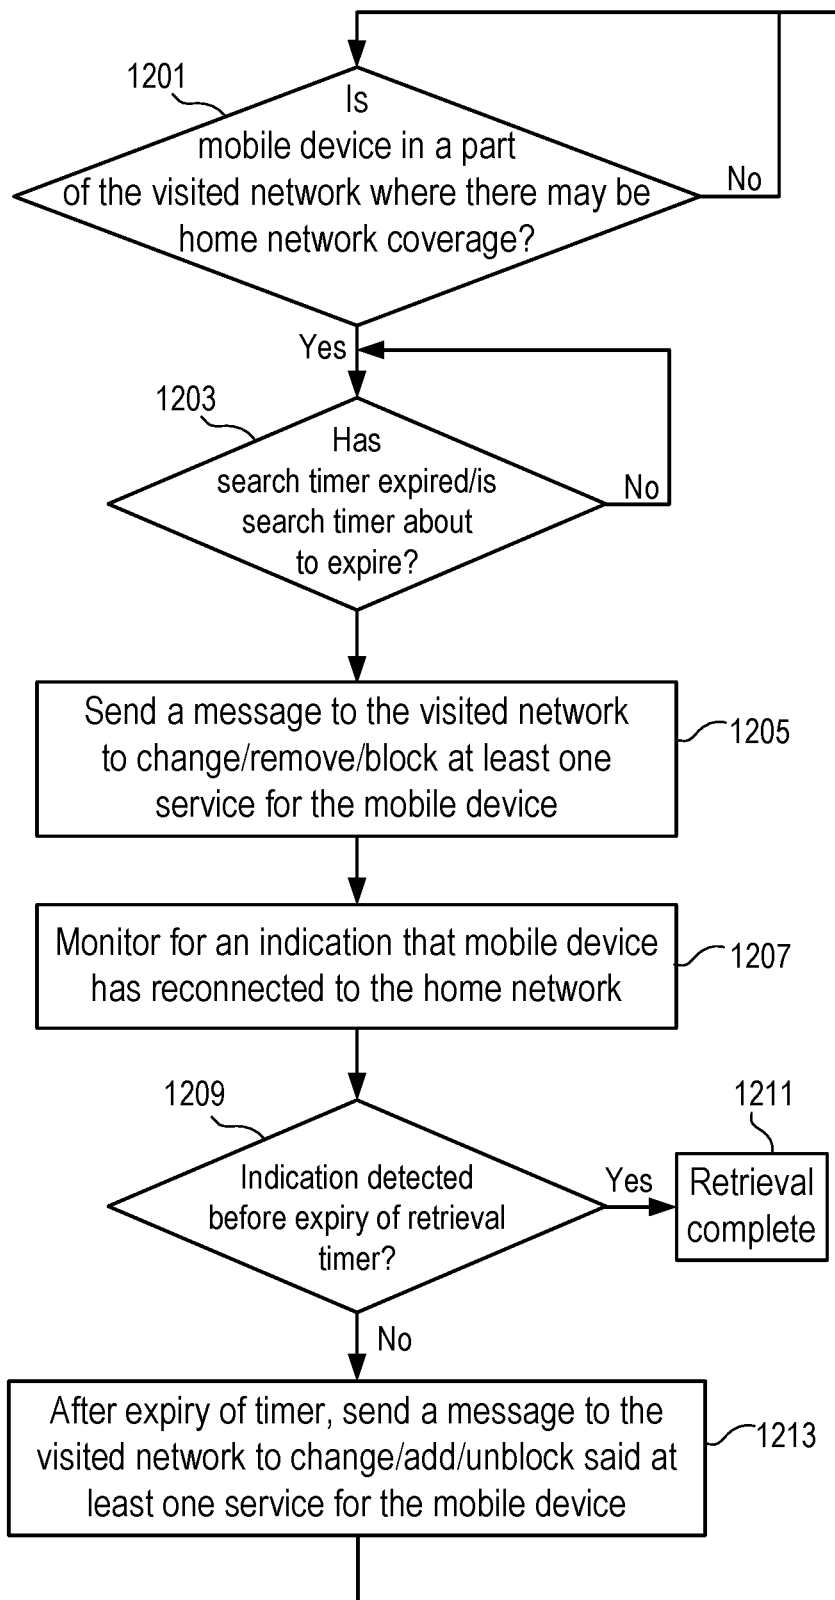 1201
Is
mobile device in a part
of the visited network where there may be
home network coverage?
No
Yes
1203
Has
search timer expired/is
search timer about
to expire?
No
Send a message to the visited network
to change/remove/block at least one
service for the mobile device
1205
Monitor for an indication that mobile device
has reconnected to the home network
1207
1209
Indication detected
before expiry of retrieval
timer?
Yes
1211
Retrieval
complete
No
After expiry of timer, send a message to the
visited network to change/add/unblock said at
least one service for the mobile device
1213